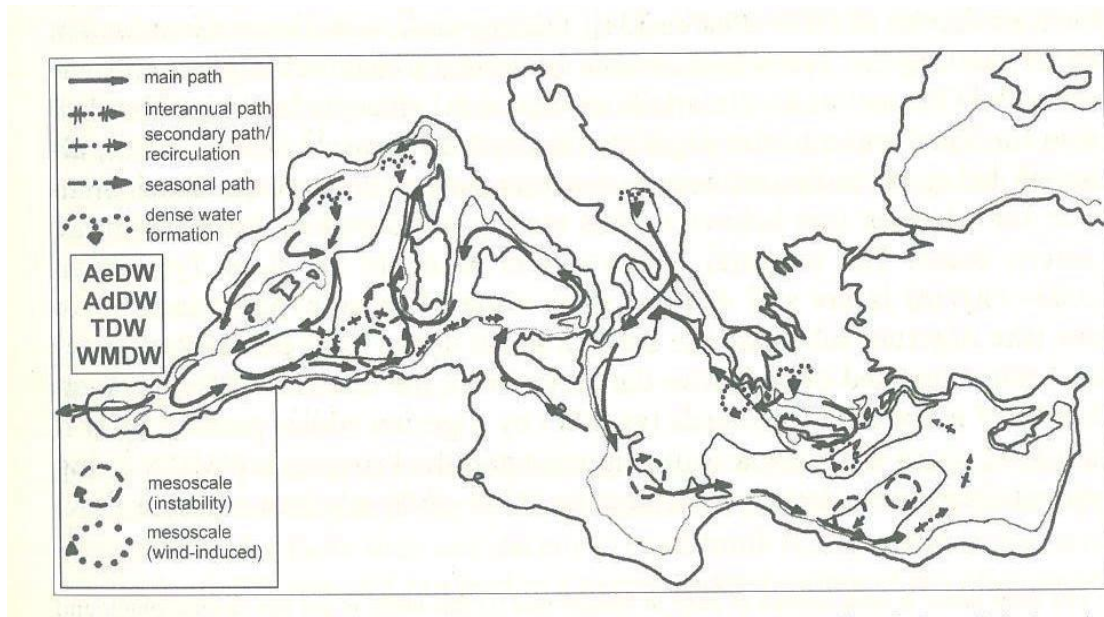 main path
interannual path
secondary path/
recirculation
seasonal path
dense water
formation
AeDW
AdDW
TDW
WMDW
mesoscale
(instability)
mesoscale
(wind-induced)